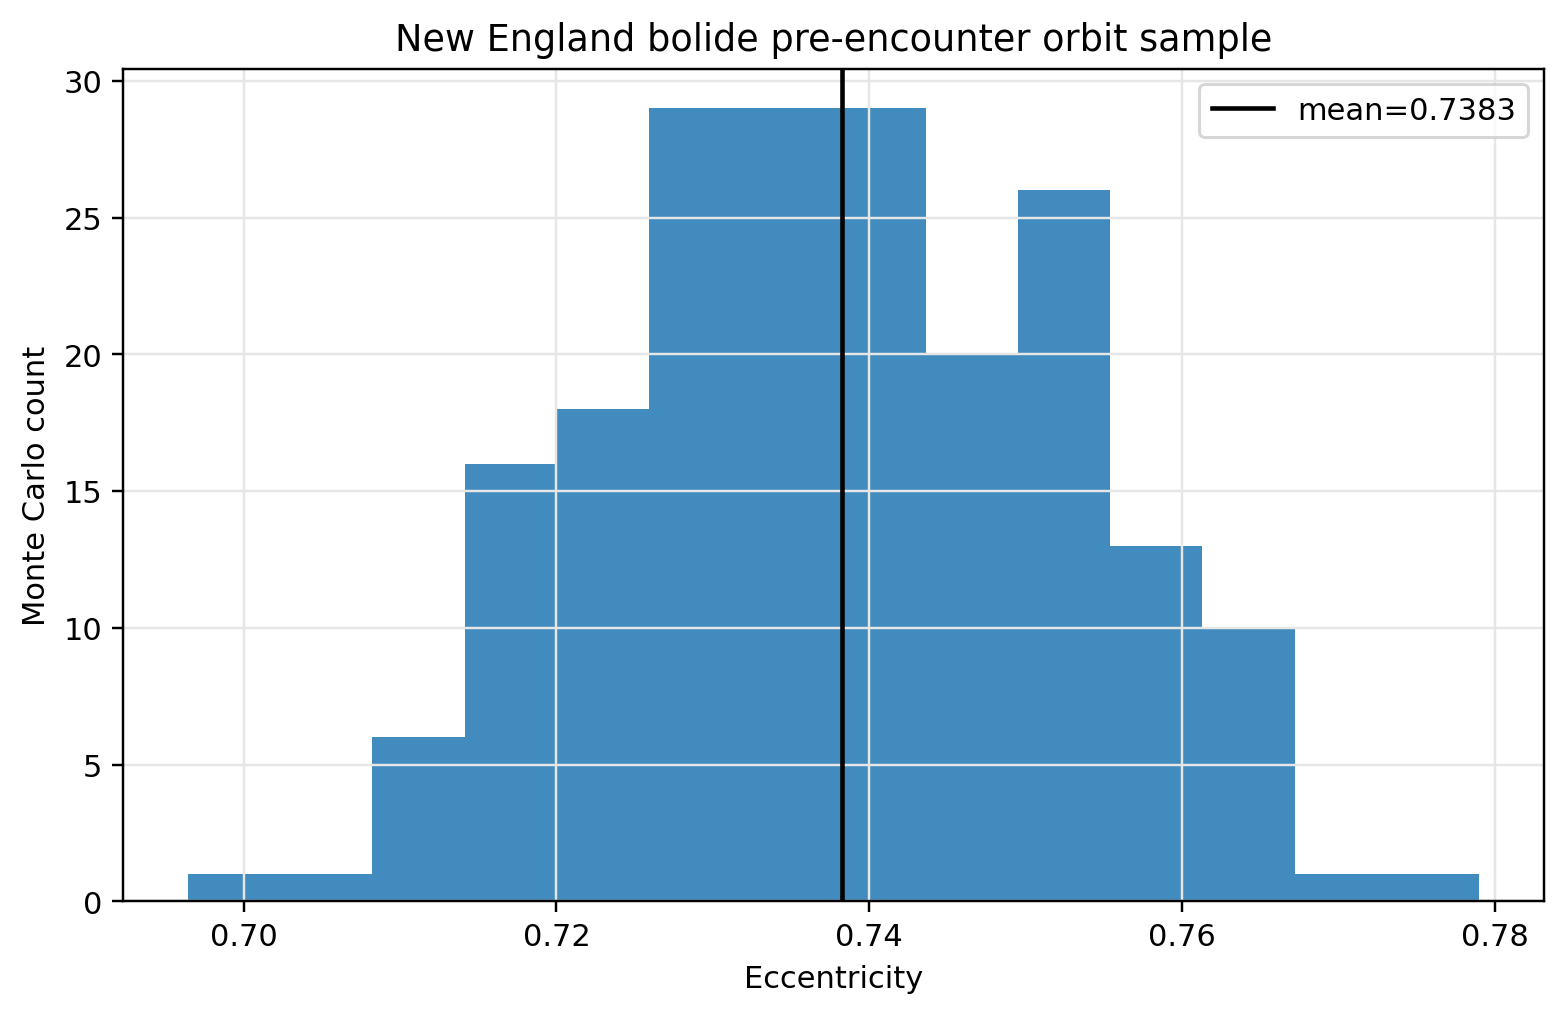 New England bolide pre-encounter orbit sample
mean=0.7383
30
25
20
15
10
5
0
Monte Carlo count
0.70 0.72 0.74 0.76 0.78
Eccentricity